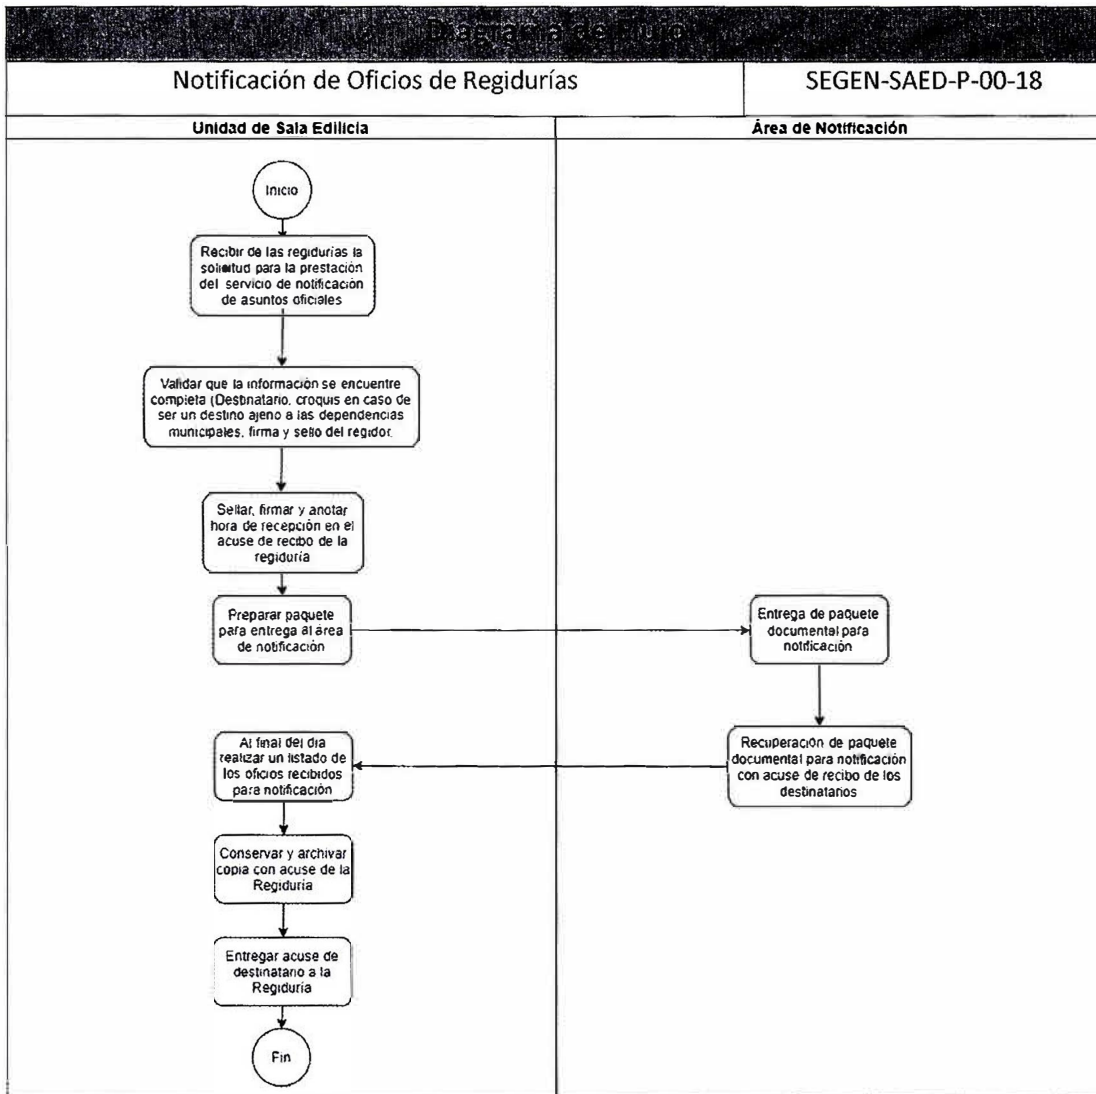 Diagrama de Flujo
Notificación de Oficios de Regidurías
SEGEN-SAED-P-00-18
Unidad de Sala Edilicia
Área de Notificación
Inicio
Recibir de las regidurías la
solicitud para la prestación
del servicio de notificación
de asuntos oficiales
Validar que la información se encuentre
completa (Destinatario, croquis en caso de
ser un destino ajeno a las dependencias
municipales, firma y sello del regidor.
Sellar, firmar y anotar
hora de recepción en el
acuse de recibo de la
regiduría
Preparar paquete
para entrega al área
de notificación
Entrega de paquete
documental para
notificación
Recuperación de paquete
documental para notificación
con acuse de recibo de los
destinatarios
Al final del día
realizar un listado de
los oficios recibidos
para notificación
Conservar y archivar
copia con acuse de la
Regiduría
Entregar acuse de
destinatario a la
Regiduría
Fin